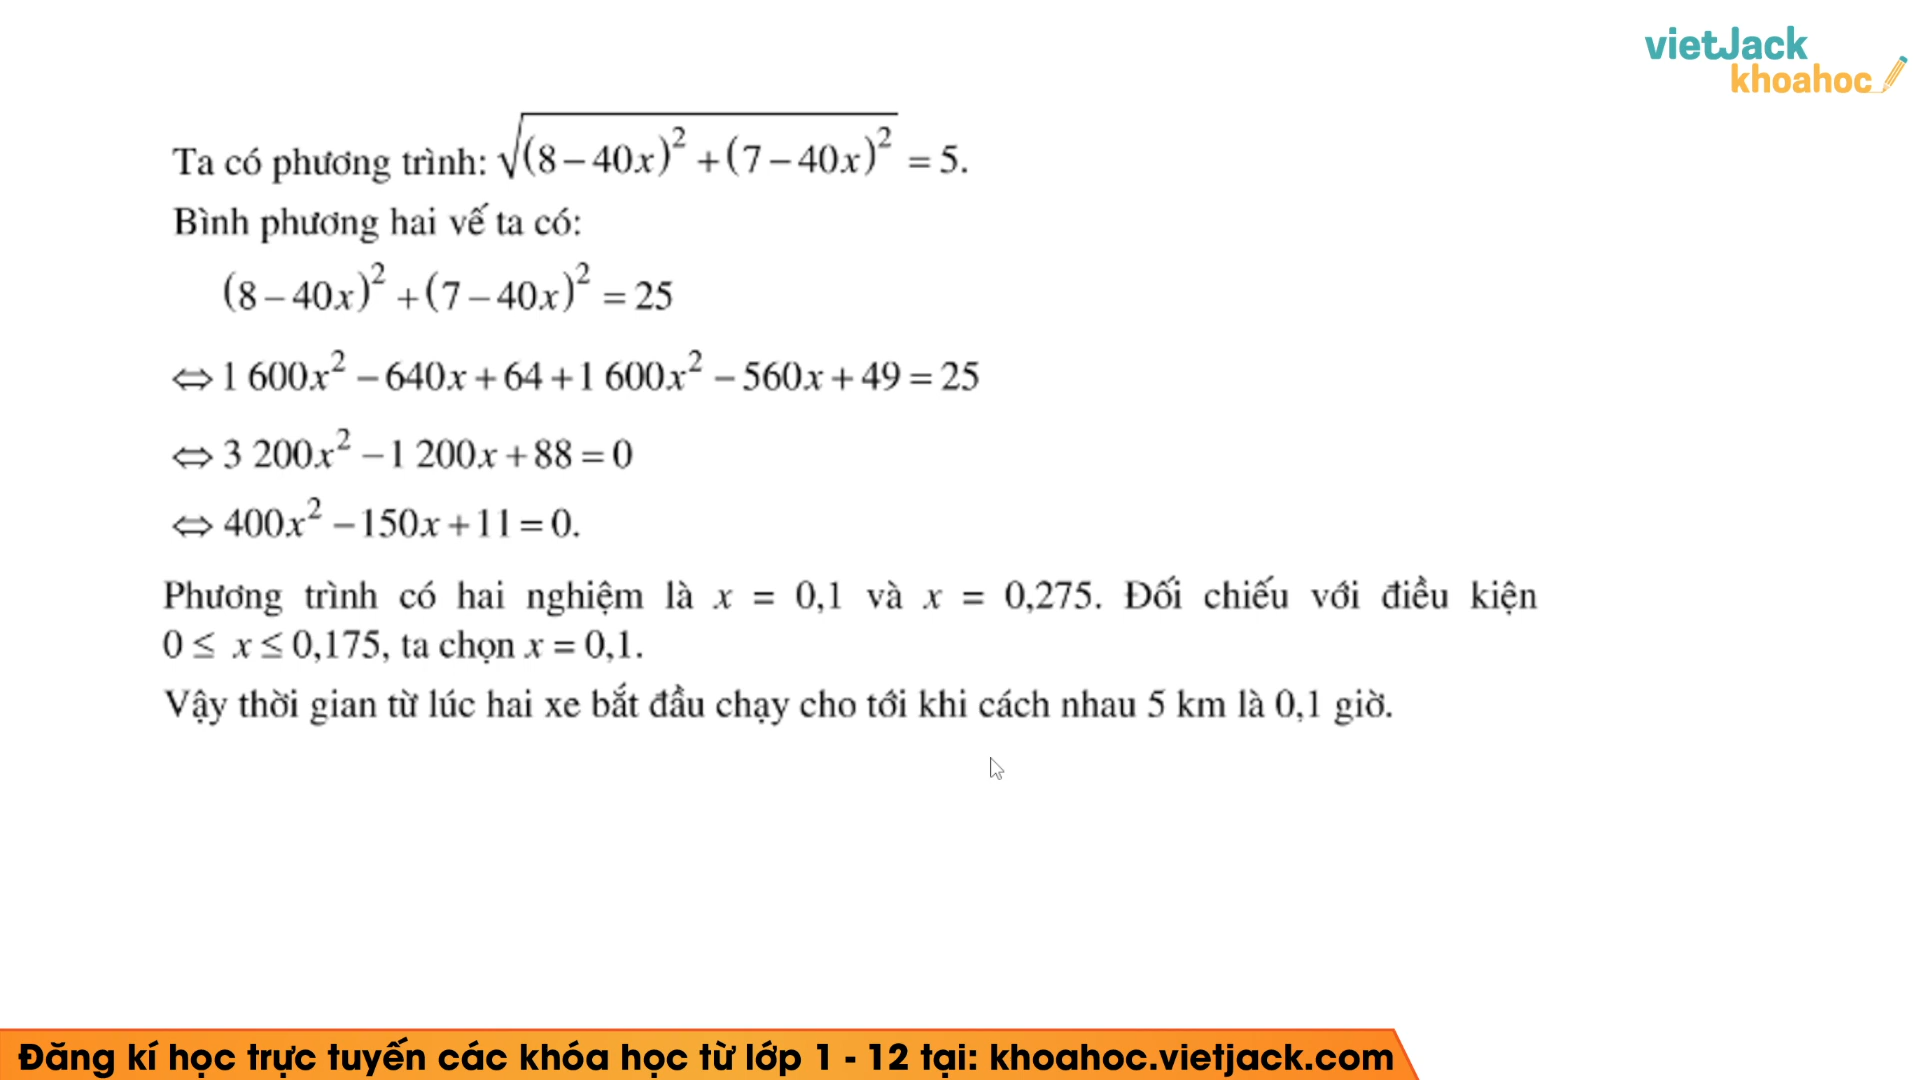 vietJack
khoahoc
Ta có phương trình: √((8 − 40x)² + (7 − 40x)²) = 5.
Bình phương hai vế ta có:
(8 − 40x)² + (7 − 40x)² = 25
⇔ 1 600x² − 640x + 64 + 1 600x² − 560x + 49 = 25
⇔ 3 200x² − 1 200x + 88 = 0
⇔ 400x² − 150x + 11 = 0.
Phương trình có hai nghiệm là x = 0,1 và x = 0,275. Đối chiếu với điều kiện
0 ≤ x ≤ 0,175, ta chọn x = 0,1.
Vậy thời gian từ lúc hai xe bắt đầu chạy cho tới khi cách nhau 5 km là 0,1 giờ.
Đăng kí học trực tuyến các khóa học từ lớp 1 - 12 tại: khoahoc.vietjack.com